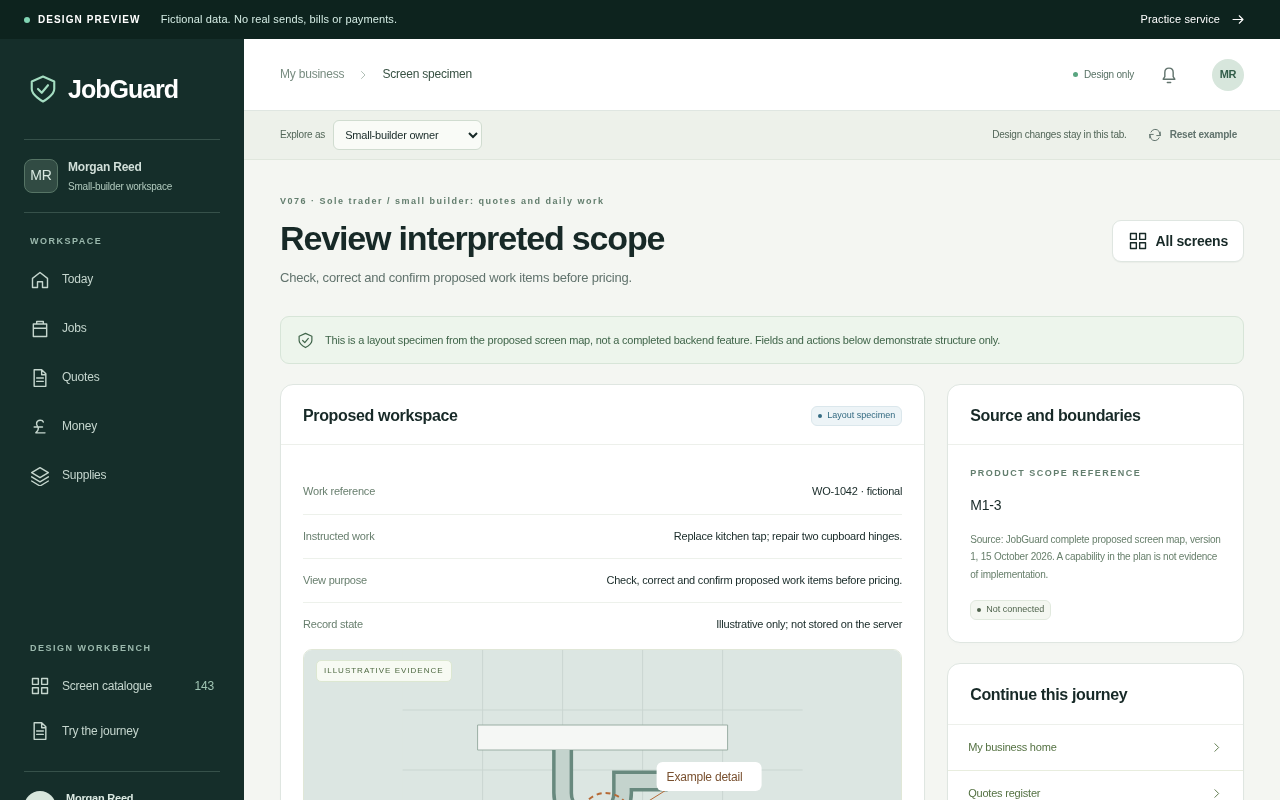 DESIGN PREVIEW
Fictional data. No real sends, bills or payments.
Practice service
JobGuard
My business
Screen specimen
Design only
MR
Explore as
Small-builder owner
Design changes stay in this tab.
Reset example
MR
Morgan Reed
Small-builder workspace
WORKSPACE
Today
Jobs
Quotes
Money
Supplies
DESIGN WORKBENCH
Screen catalogue
143
Try the journey
Morgan Reed
V076 · Sole trader / small builder: quotes and daily work
Review interpreted scope
Check, correct and confirm proposed work items before pricing.
All screens
This is a layout specimen from the proposed screen map, not a completed backend feature. Fields and actions below demonstrate structure only.
Proposed workspace
Layout specimen
Work reference
WO-1042 · fictional
Instructed work
Replace kitchen tap; repair two cupboard hinges.
View purpose
Check, correct and confirm proposed work items before pricing.
Record state
Illustrative only; not stored on the server
ILLUSTRATIVE EVIDENCE
Example detail
Source and boundaries
PRODUCT SCOPE REFERENCE
M1-3
Source: JobGuard complete proposed screen map, version
1, 15 October 2026. A capability in the plan is not evidence
of implementation.
Not connected
Continue this journey
My business home
Quotes register